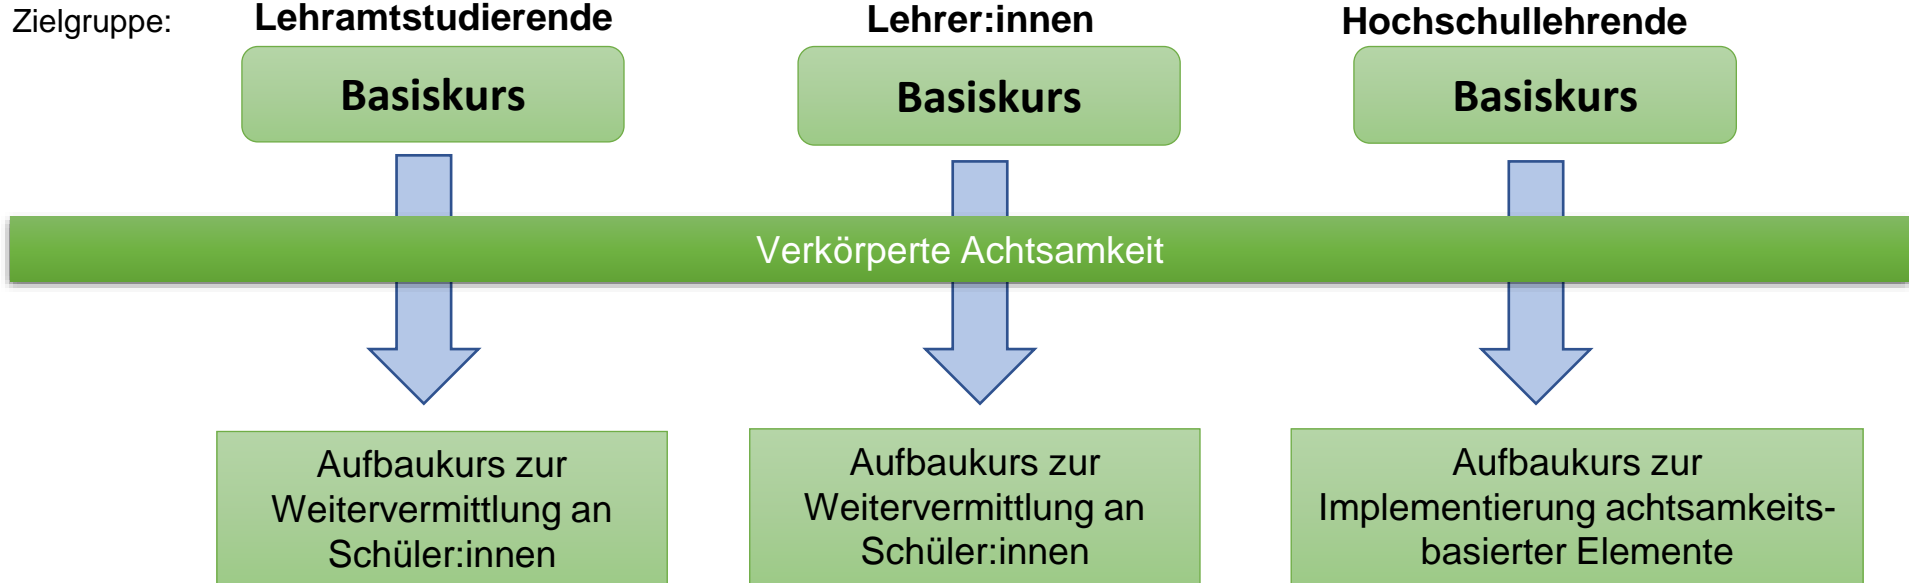 Zielgruppe: Lehramtstudierende Lehrer:innen Hochschullehrende
Basiskurs Basiskurs Basiskurs
Verkörperte Achtsamkeit
Aufbaukurs zur
Weitervermittlung an
Schüler:innen
Aufbaukurs zur
Weitervermittlung an
Schüler:innen
Aufbaukurs zur
Implementierung achtsamkeits-
basierter Elemente